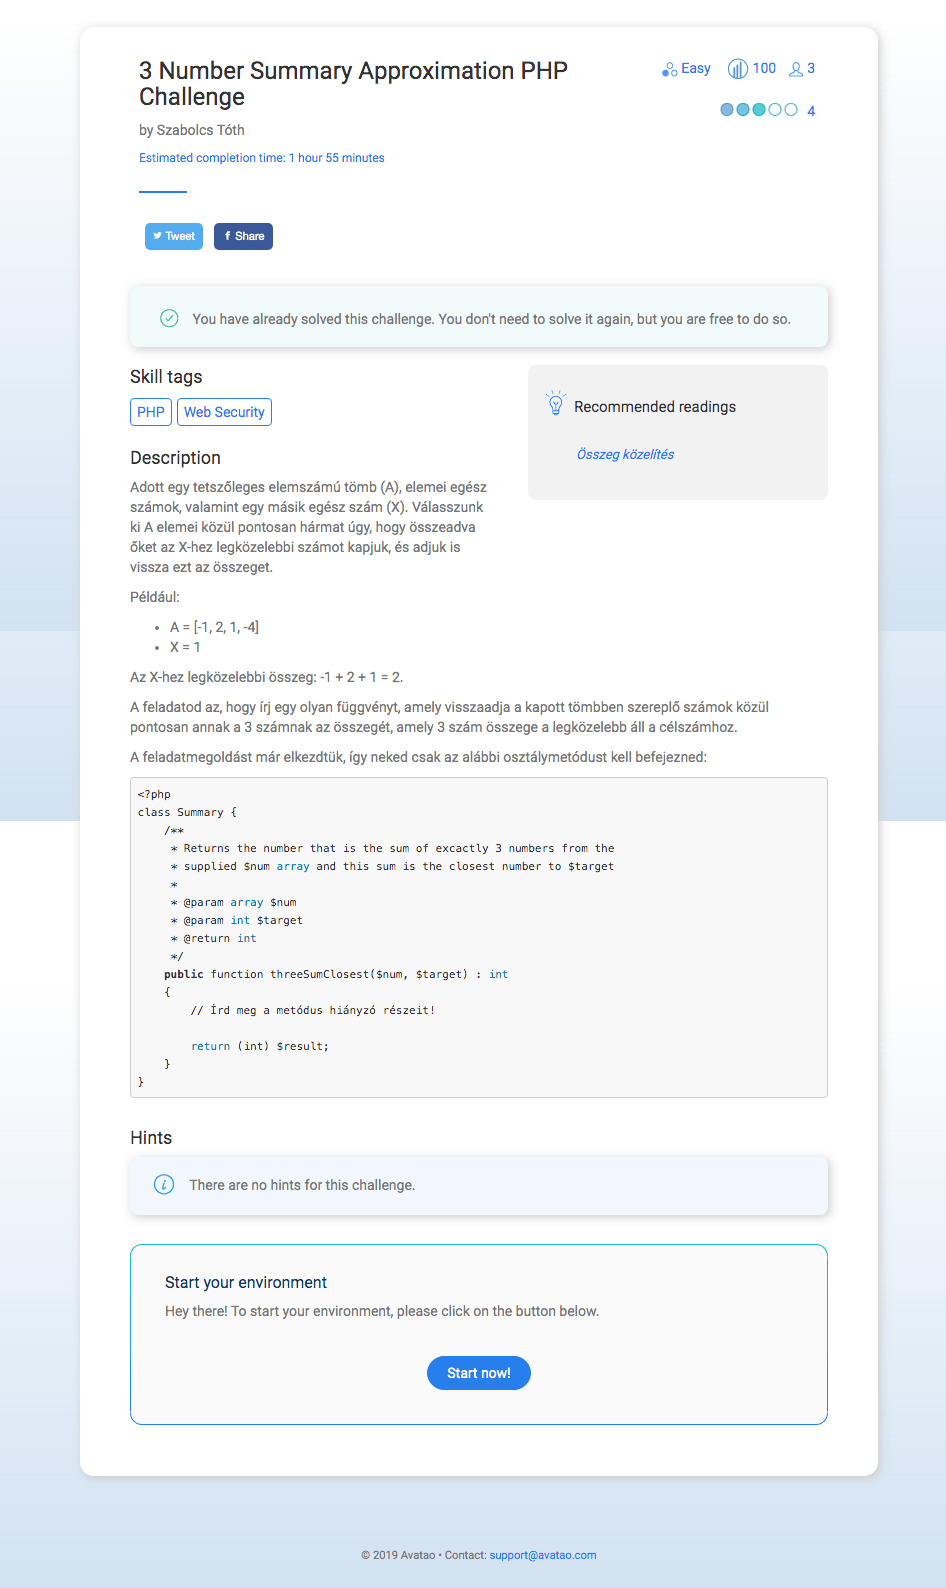 3 Number Summary Approximation PHP
Challenge
Easy 100 3
4
by Szabolcs Tóth
Estimated completion time: 1 hour 55 minutes
Tweet Share
You have already solved this challenge. You don't need to solve it again, but you are free to do so.
Skill tags
PHP Web Security
Recommended readings
Összeg közelítés
Description
Adott egy tetszőleges elemszámú tömb (A), elemei egész
számok, valamint egy másik egész szám (X). Válasszunk
ki A elemei közül pontosan hármat úgy, hogy összeadva
őket az X-hez legközelebbi számot kapjuk, és adjuk is
vissza ezt az összeget.
Például:
• A = [-1, 2, 1, -4]
• X = 1
Az X-hez legközelebbi összeg: -1 + 2 + 1 = 2.
A feladatod az, hogy írj egy olyan függvényt, amely visszaadja a kapott tömbben szereplő számok közül
pontosan annak a 3 számnak az összegét, amely 3 szám összege a legközelebb áll a célszámhoz.
A feladatmegoldást már elkezdtük, így neked csak az alábbi osztálymetódust kell befejezned:
<?php
class Summary {
    /**
     * Returns the number that is the sum of excactly 3 numbers from the
     * supplied $num array and this sum is the closest number to $target
     *
     * @param array $num
     * @param int $target
     * @return int
     */
    public function threeSumClosest($num, $target) : int
    {
        // Írd meg a metódus hiányzó részeit!
        return (int) $result;
    }
}
Hints
There are no hints for this challenge.
Start your environment
Hey there! To start your environment, please click on the button below.
Start now!
© 2019 Avatao • Contact: support@avatao.com